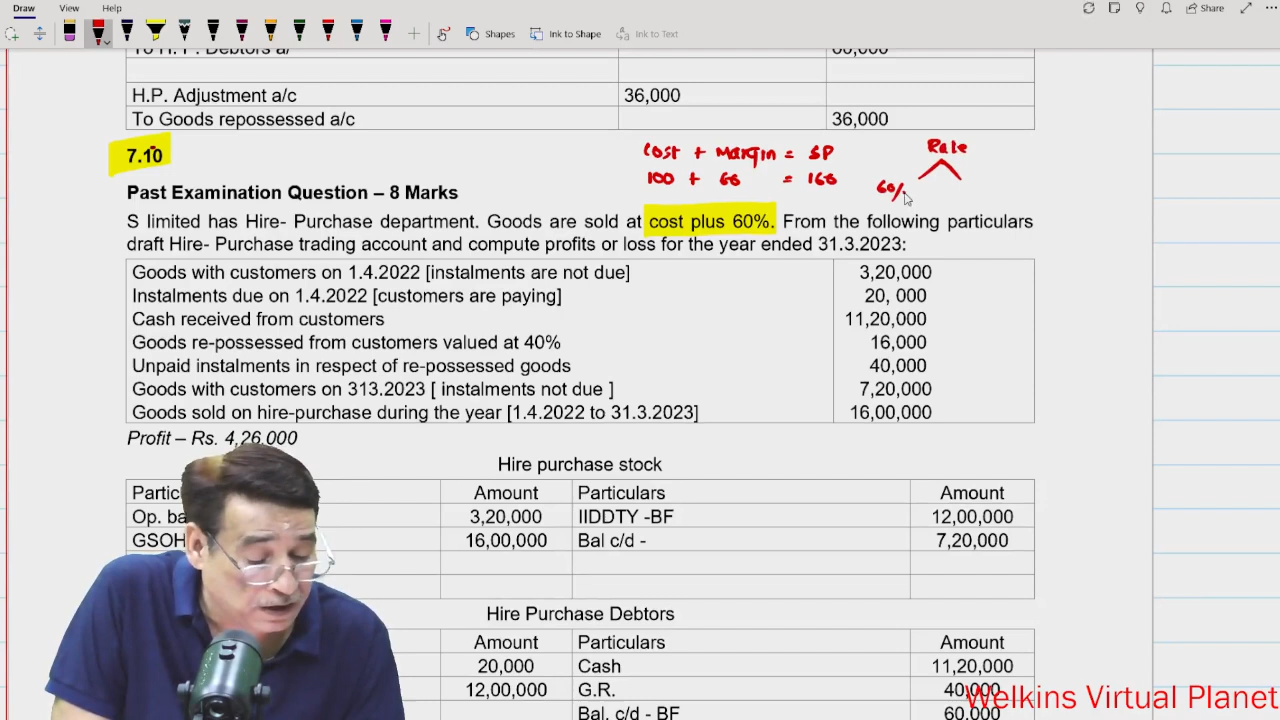 Draw View Help
Share
Shapes Ink to Shape Ink to Text
To H.P. Debtors a/ 60,000
H.P. Adjustment a/c 36,000
To Goods repossessed a/c 36,000
7.10
Cost + Margin = SP
100 + 60 = 160
Rate
60%
Past Examination Question – 8 Marks
S limited has Hire- Purchase department. Goods are sold at cost plus 60%. From the following particulars
draft Hire- Purchase trading account and compute profits or loss for the year ended 31.3.2023:
Goods with customers on 1.4.2022 [instalments are not due] 3,20,000
Instalments due on 1.4.2022 [customers are paying] 20, 000
Cash received from customers 11,20,000
Goods re-possessed from customers valued at 40% 16,000
Unpaid instalments in respect of re-possessed goods 40,000
Goods with customers on 313.2023 [ instalments not due ] 7,20,000
Goods sold on hire-purchase during the year [1.4.2022 to 31.3.2023] 16,00,000
Profit – Rs. 4,26,000
Hire purchase stock
Amount Particulars Amount
Op. 3,20,000 IIDDTY -BF 12,00,000
GSOH 16,00,000 Bal c/d - 7,20,000
Hire Purchase Debtors
Amount Particulars Amount
20,000 Cash 11,20,000
12,00,000 G.R. 40,000
Bal. c/d - BF 60,000
Welkins Virtual Planet